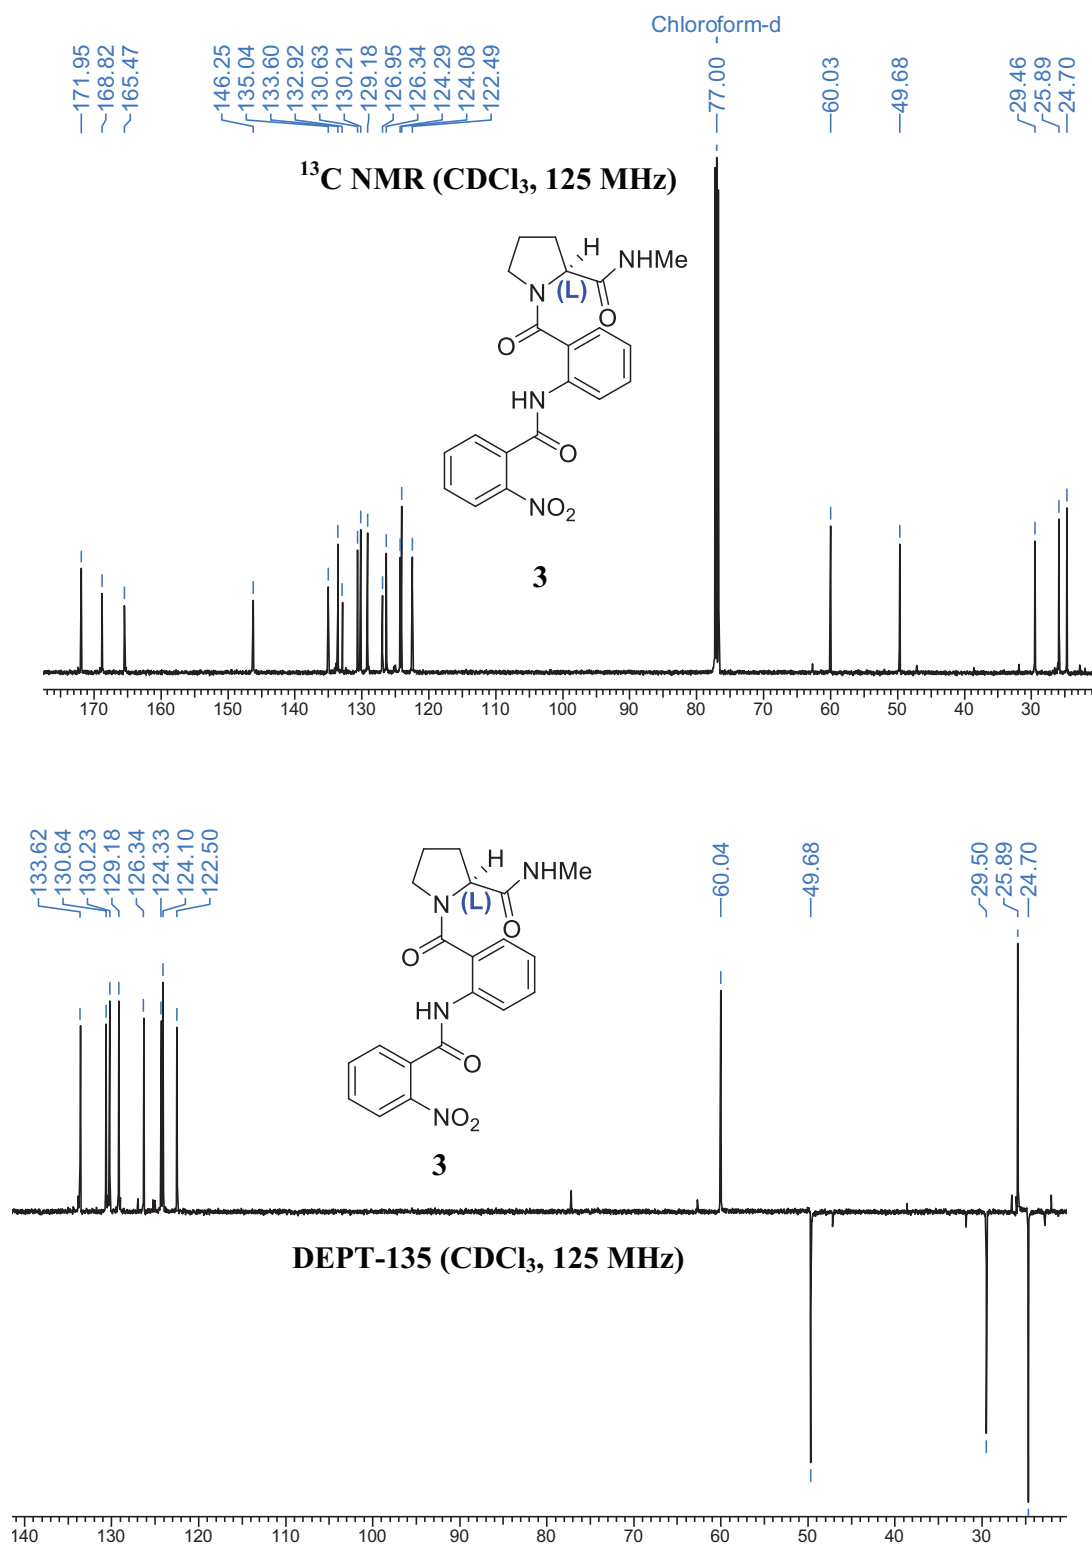 Chloroform-d
171.95
168.82
165.47
146.25
135.04
133.60
132.92
130.63
130.21
129.18
126.95
126.34
124.29
124.08
122.49
77.00
60.03
49.68
29.46
25.89
24.70
¹³C NMR (CDCl₃, 125 MHz)
H
NHMe
N
(L)
O
O
HN
O
NO₂
3
170 160 150 140 130 120 110 100 90 80 70 60 50 40 30
133.62
130.64
130.23
129.18
126.34
124.33
124.10
122.50
60.04
49.68
29.50
25.89
24.70
H
NHMe
N
(L)
O
O
HN
O
NO₂
3
DEPT-135 (CDCl₃, 125 MHz)
140 130 120 110 100 90 80 70 60 50 40 30